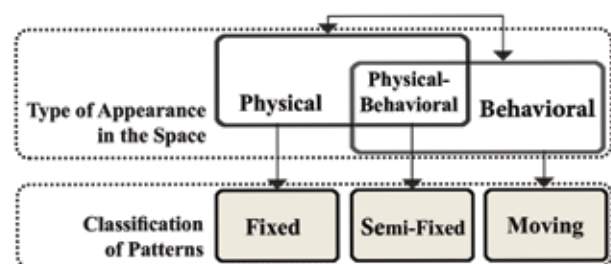 Type of Appearance
in the Space
Physical
Physical-
Behavioral
Behavioral
Classification
of Patterns
Fixed
Semi-Fixed
Moving